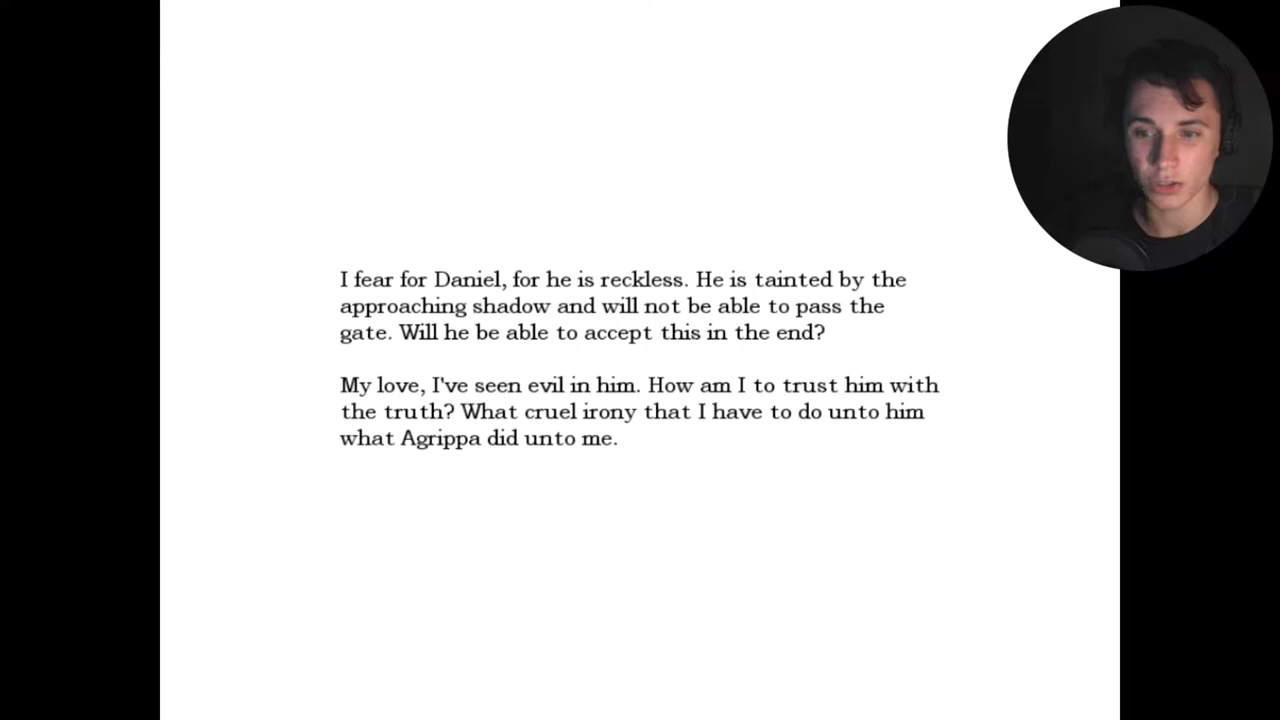 I fear for Daniel, for he is reckless. He is tainted by the
approaching shadow and will not be able to pass the
gate. Will he be able to accept this in the end?
My love, I've seen evil in him. How am I to trust him with
the truth? What cruel irony that I have to do unto him
what Agrippa did unto me.